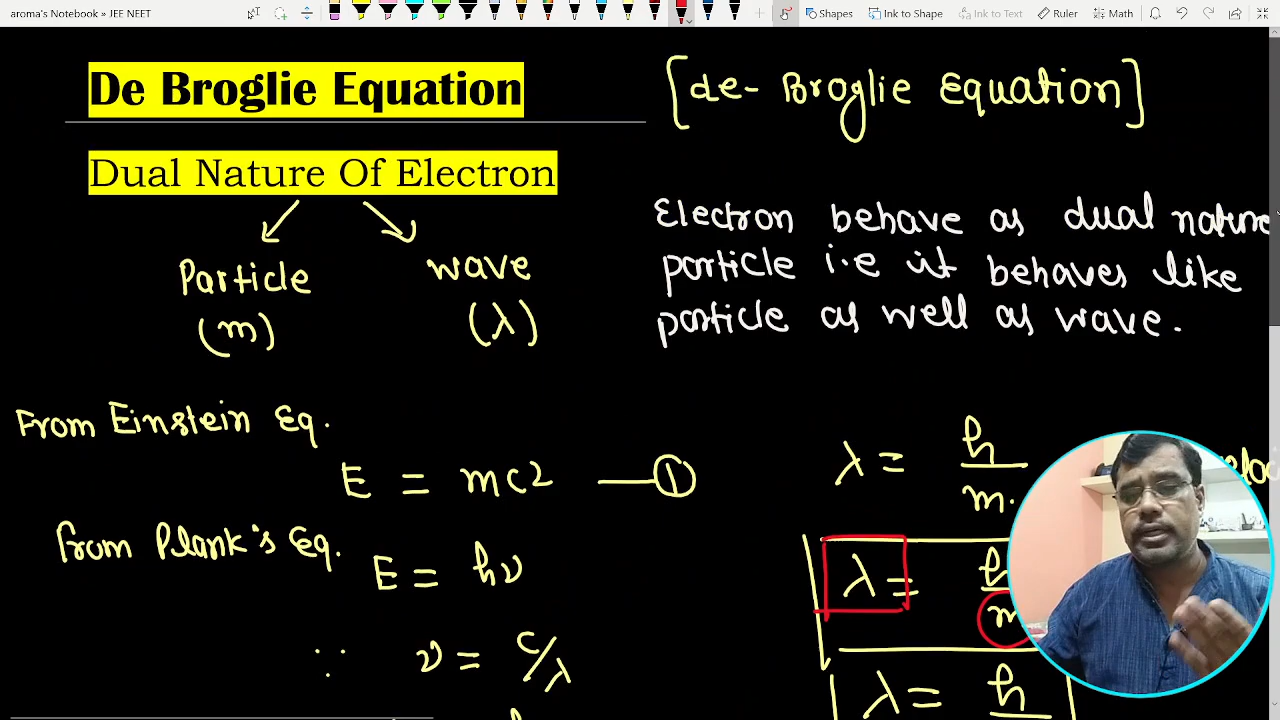 aroma's Notebook » JEE NEET
Shapes
Ink to Shape
Ink to Text
Ruler
Math
De Broglie Equation
Dual Nature Of Electron
Particle
(m)
wave
(λ)
From Einstein Eq.
E = mc2 —①
from Plank's Eq.
E = hν
∵ ν = c/λ
[de- Broglie Equation]
Electron behave as dual nature
particle i.e it behaves like
particle as well as wave.
λ = h/m.
λ = h/m
λ = h